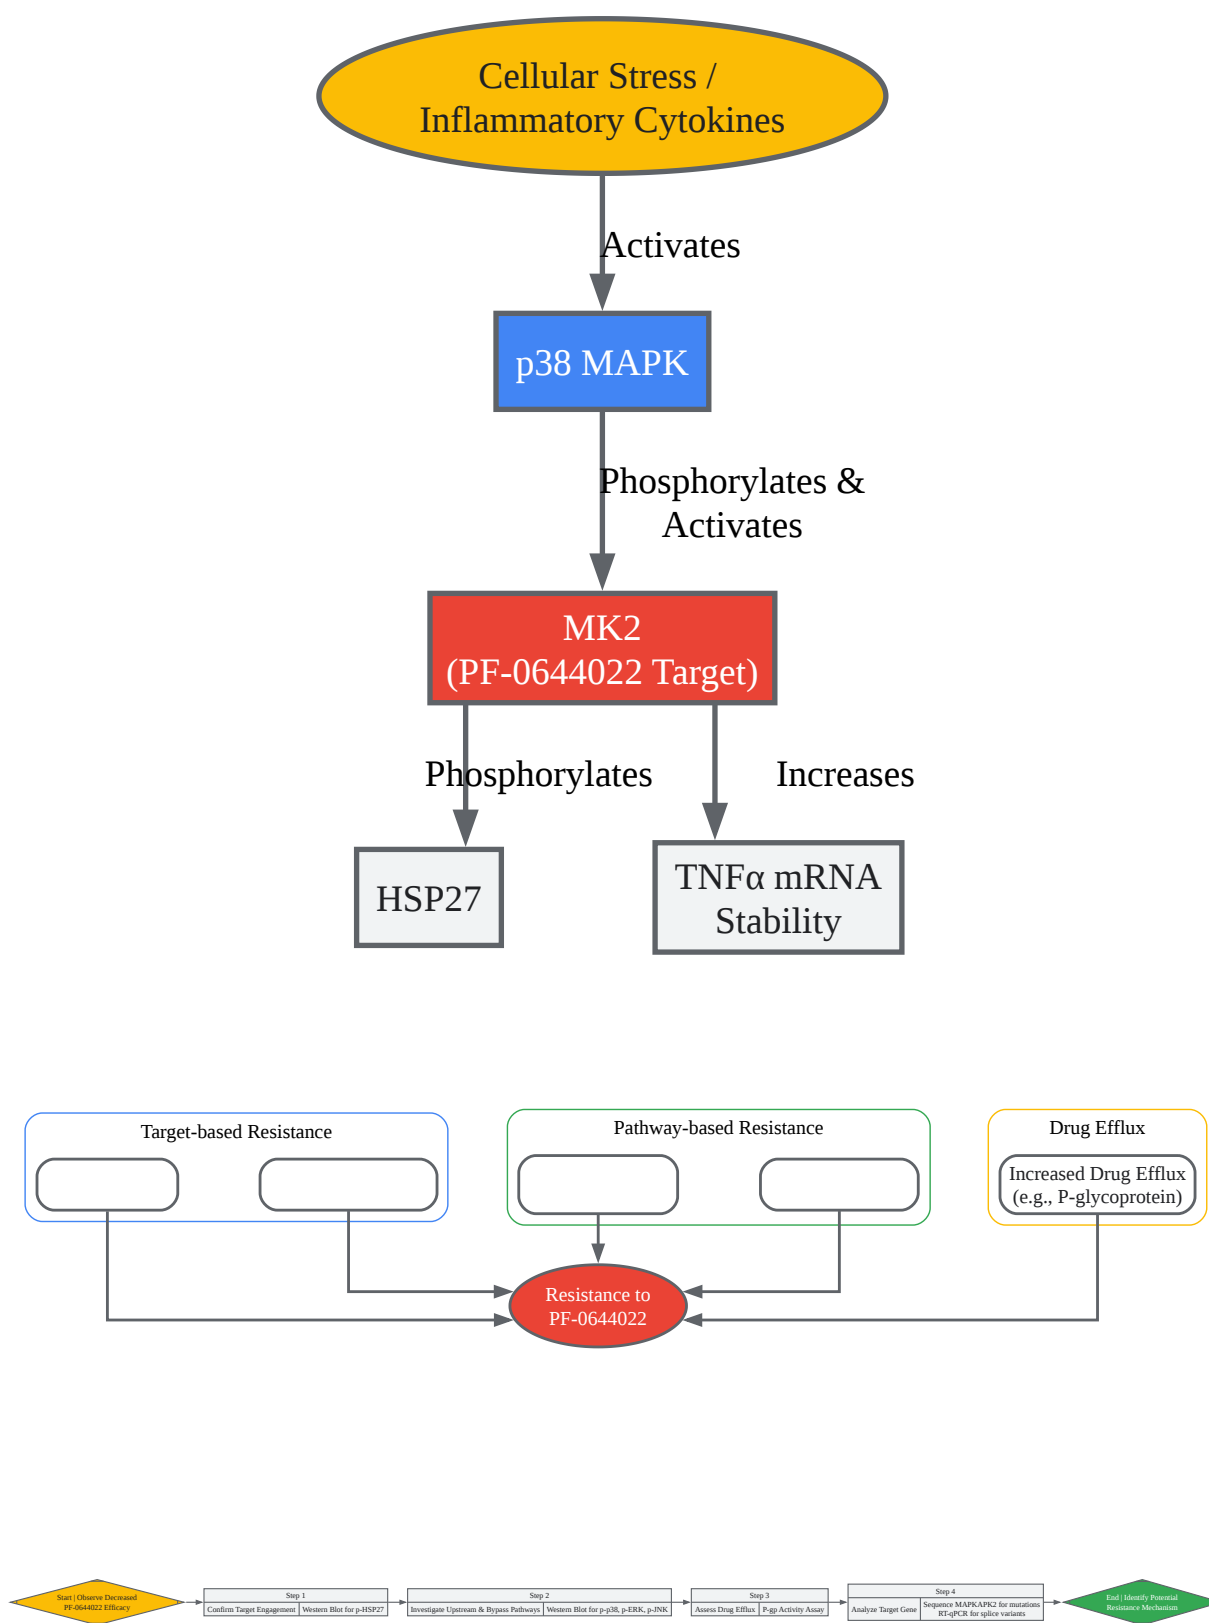 Cellular Stress /
Inflammatory Cytokines
Activates
p38 MAPK
Phosphorylates &
Activates
MK2
(PF-0644022 Target)
Phosphorylates
Increases
HSP27
TNFα mRNA
Stability
Target-based Resistance
Pathway-based Resistance
Drug Efflux
Increased Drug Efflux
(e.g., P-glycoprotein)
Resistance to
PF-0644022
Start | Observe Decreased
PF-0644022 Efficacy
Step 1
Confirm Target Engagement
Western Blot for p-HSP27
Step 2
Investigate Upstream & Bypass Pathways
Western Blot for p-p38, p-ERK, p-JNK
Step 3
Assess Drug Efflux
P-gp Activity Assay
Step 4
Analyze Target Gene
Sequence MAPKAPK2 for mutations
RT-qPCR for splice variants
End | Identify Potential
Resistance Mechanism